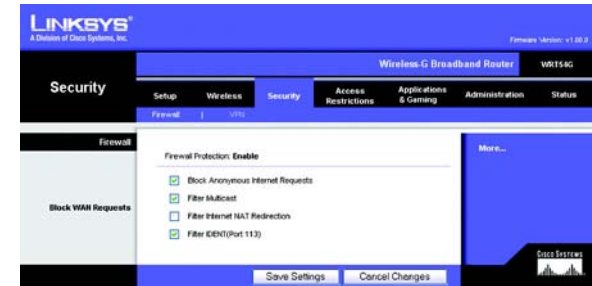 LINKSYS®
A Division of Cisco Systems, Inc.
Firmware Version: v1.00.0
Wireless-G Broadband Router WRT54G
Security
Setup Wireless Security Access Restrictions Applications & Gaming Administration Status
Firewall | VPN
Firewall
Firewall Protection: Enable
More...
Block WAN Requests
Block Anonymous Internet Requests
Filter Multicast
Filter Internet NAT Redirection
Filter IDENT(Port 113)
Save Settings Cancel Changes
CISCO SYSTEMS